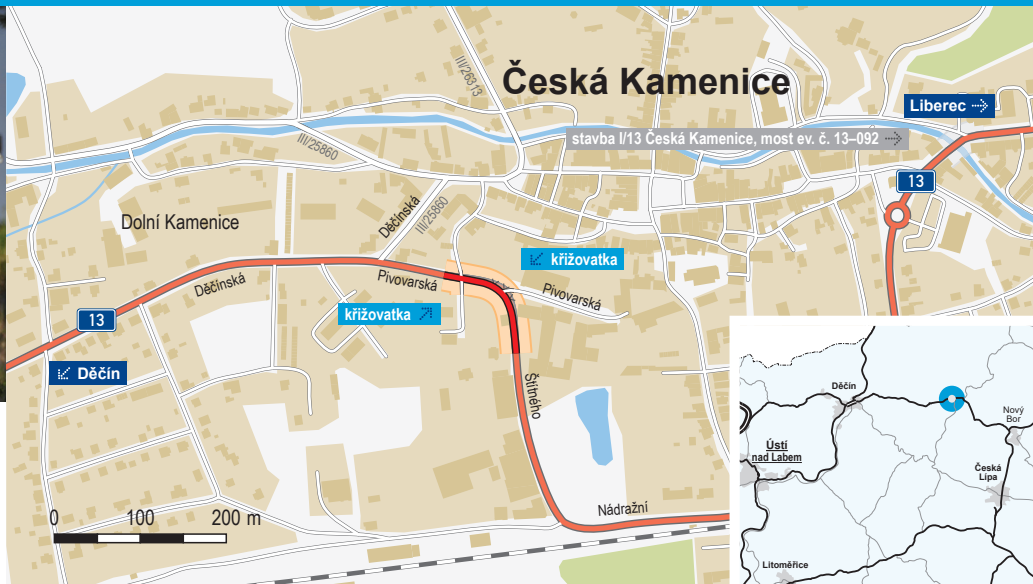 III/26313
Česká Kamenice
Liberec
stavba I/13 Česká Kamenice, most ev. č. 13–092
III/25860
13
Dolní Kamenice
Děčínská
III/25860
křižovatka
Děčínská
Pivovarská
Pivovarská
křižovatka
13
Děčín
Štítného
Nádražní
0 100 200 m
Děčín
Nový
Bor
Ústí
nad Labem
Česká
Lípa
Litoměřice